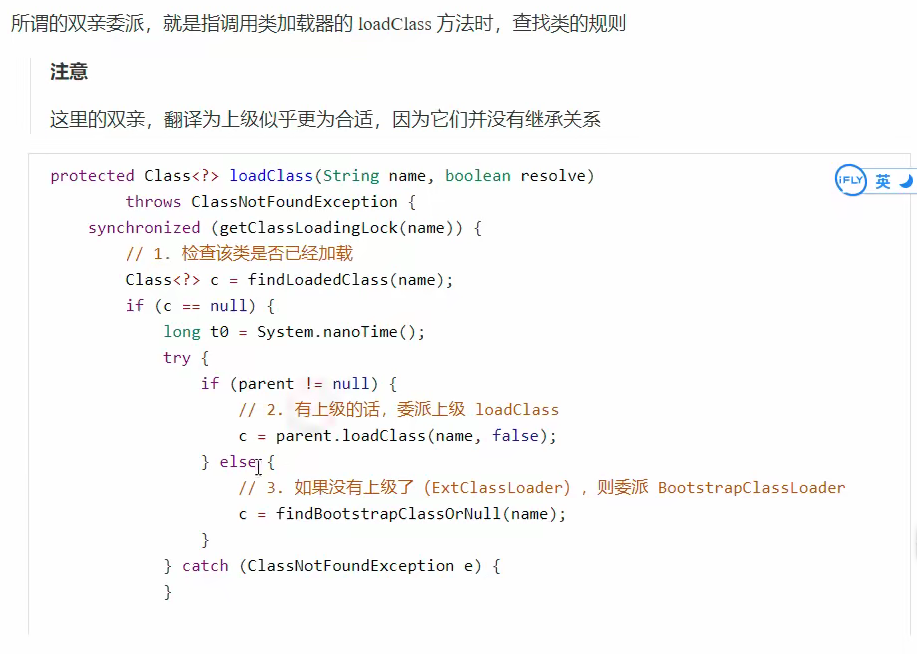 所谓的双亲委派，就是指调用类加载器的 loadClass 方法时，查找类的规则
注意
这里的双亲，翻译为上级似乎更为合适，因为它们并没有继承关系
protected Class<?> loadClass(String name, boolean resolve)
        throws ClassNotFoundException {
    synchronized (getClassLoadingLock(name)) {
        // 1. 检查该类是否已经加载
        Class<?> c = findLoadedClass(name);
        if (c == null) {
            long t0 = System.nanoTime();
            try {
                if (parent != null) {
                    // 2. 有上级的话，委派上级 loadClass
                    c = parent.loadClass(name, false);
                } else {
                    // 3. 如果没有上级了（ExtClassLoader），则委派 BootstrapClassLoader
                    c = findBootstrapClassOrNull(name);
                }
            } catch (ClassNotFoundException e) {
            }
iFLY 英